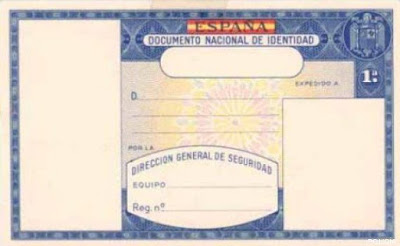 ESPAÑA
DOCUMENTO NACIONAL DE IDENTIDAD
EXPEDIDO A
1ª
D.
POR LA
DIRECCION GENERAL DE SEGURIDAD
EQUIPO
Reg. nº